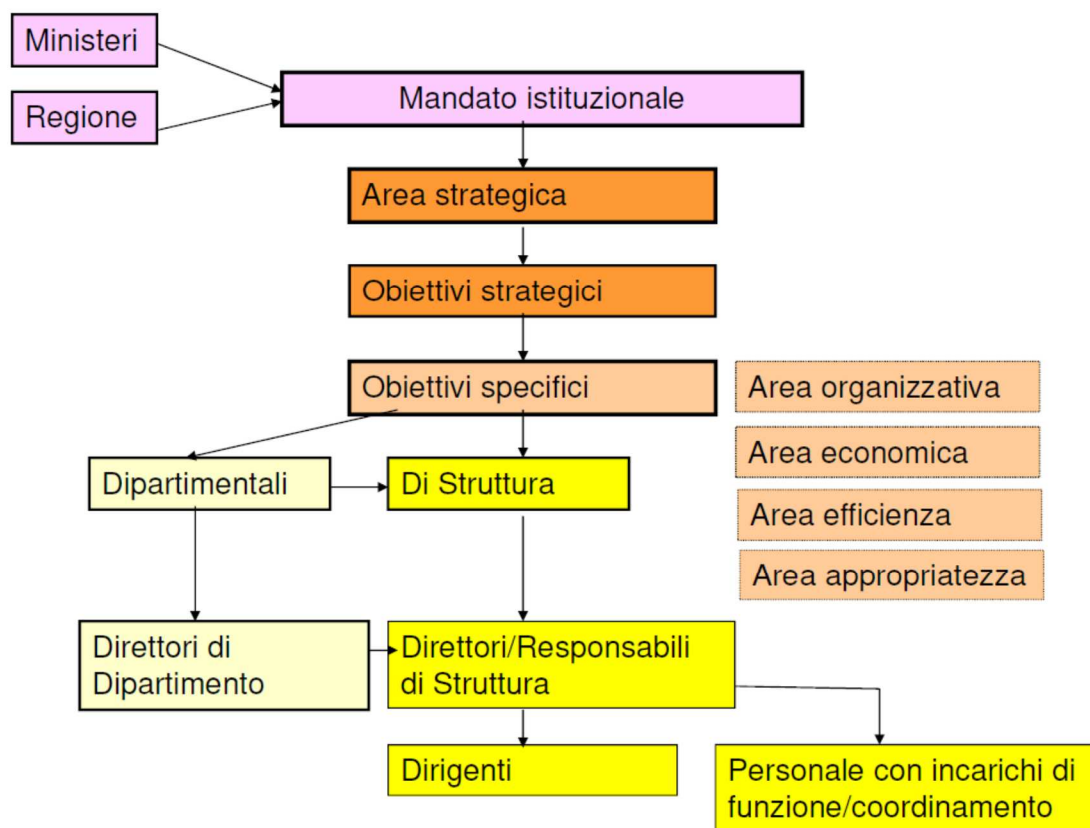 Ministeri
Regione
Mandato istituzionale
Area strategica
Obiettivi strategici
Obiettivi specifici
Area organizzativa
Area economica
Dipartimentali
Di Struttura
Area efficienza
Area appropriatezza
Direttori di
Dipartimento
Direttori/Responsabili
di Struttura
Dirigenti
Personale con incarichi di
funzione/coordinamento